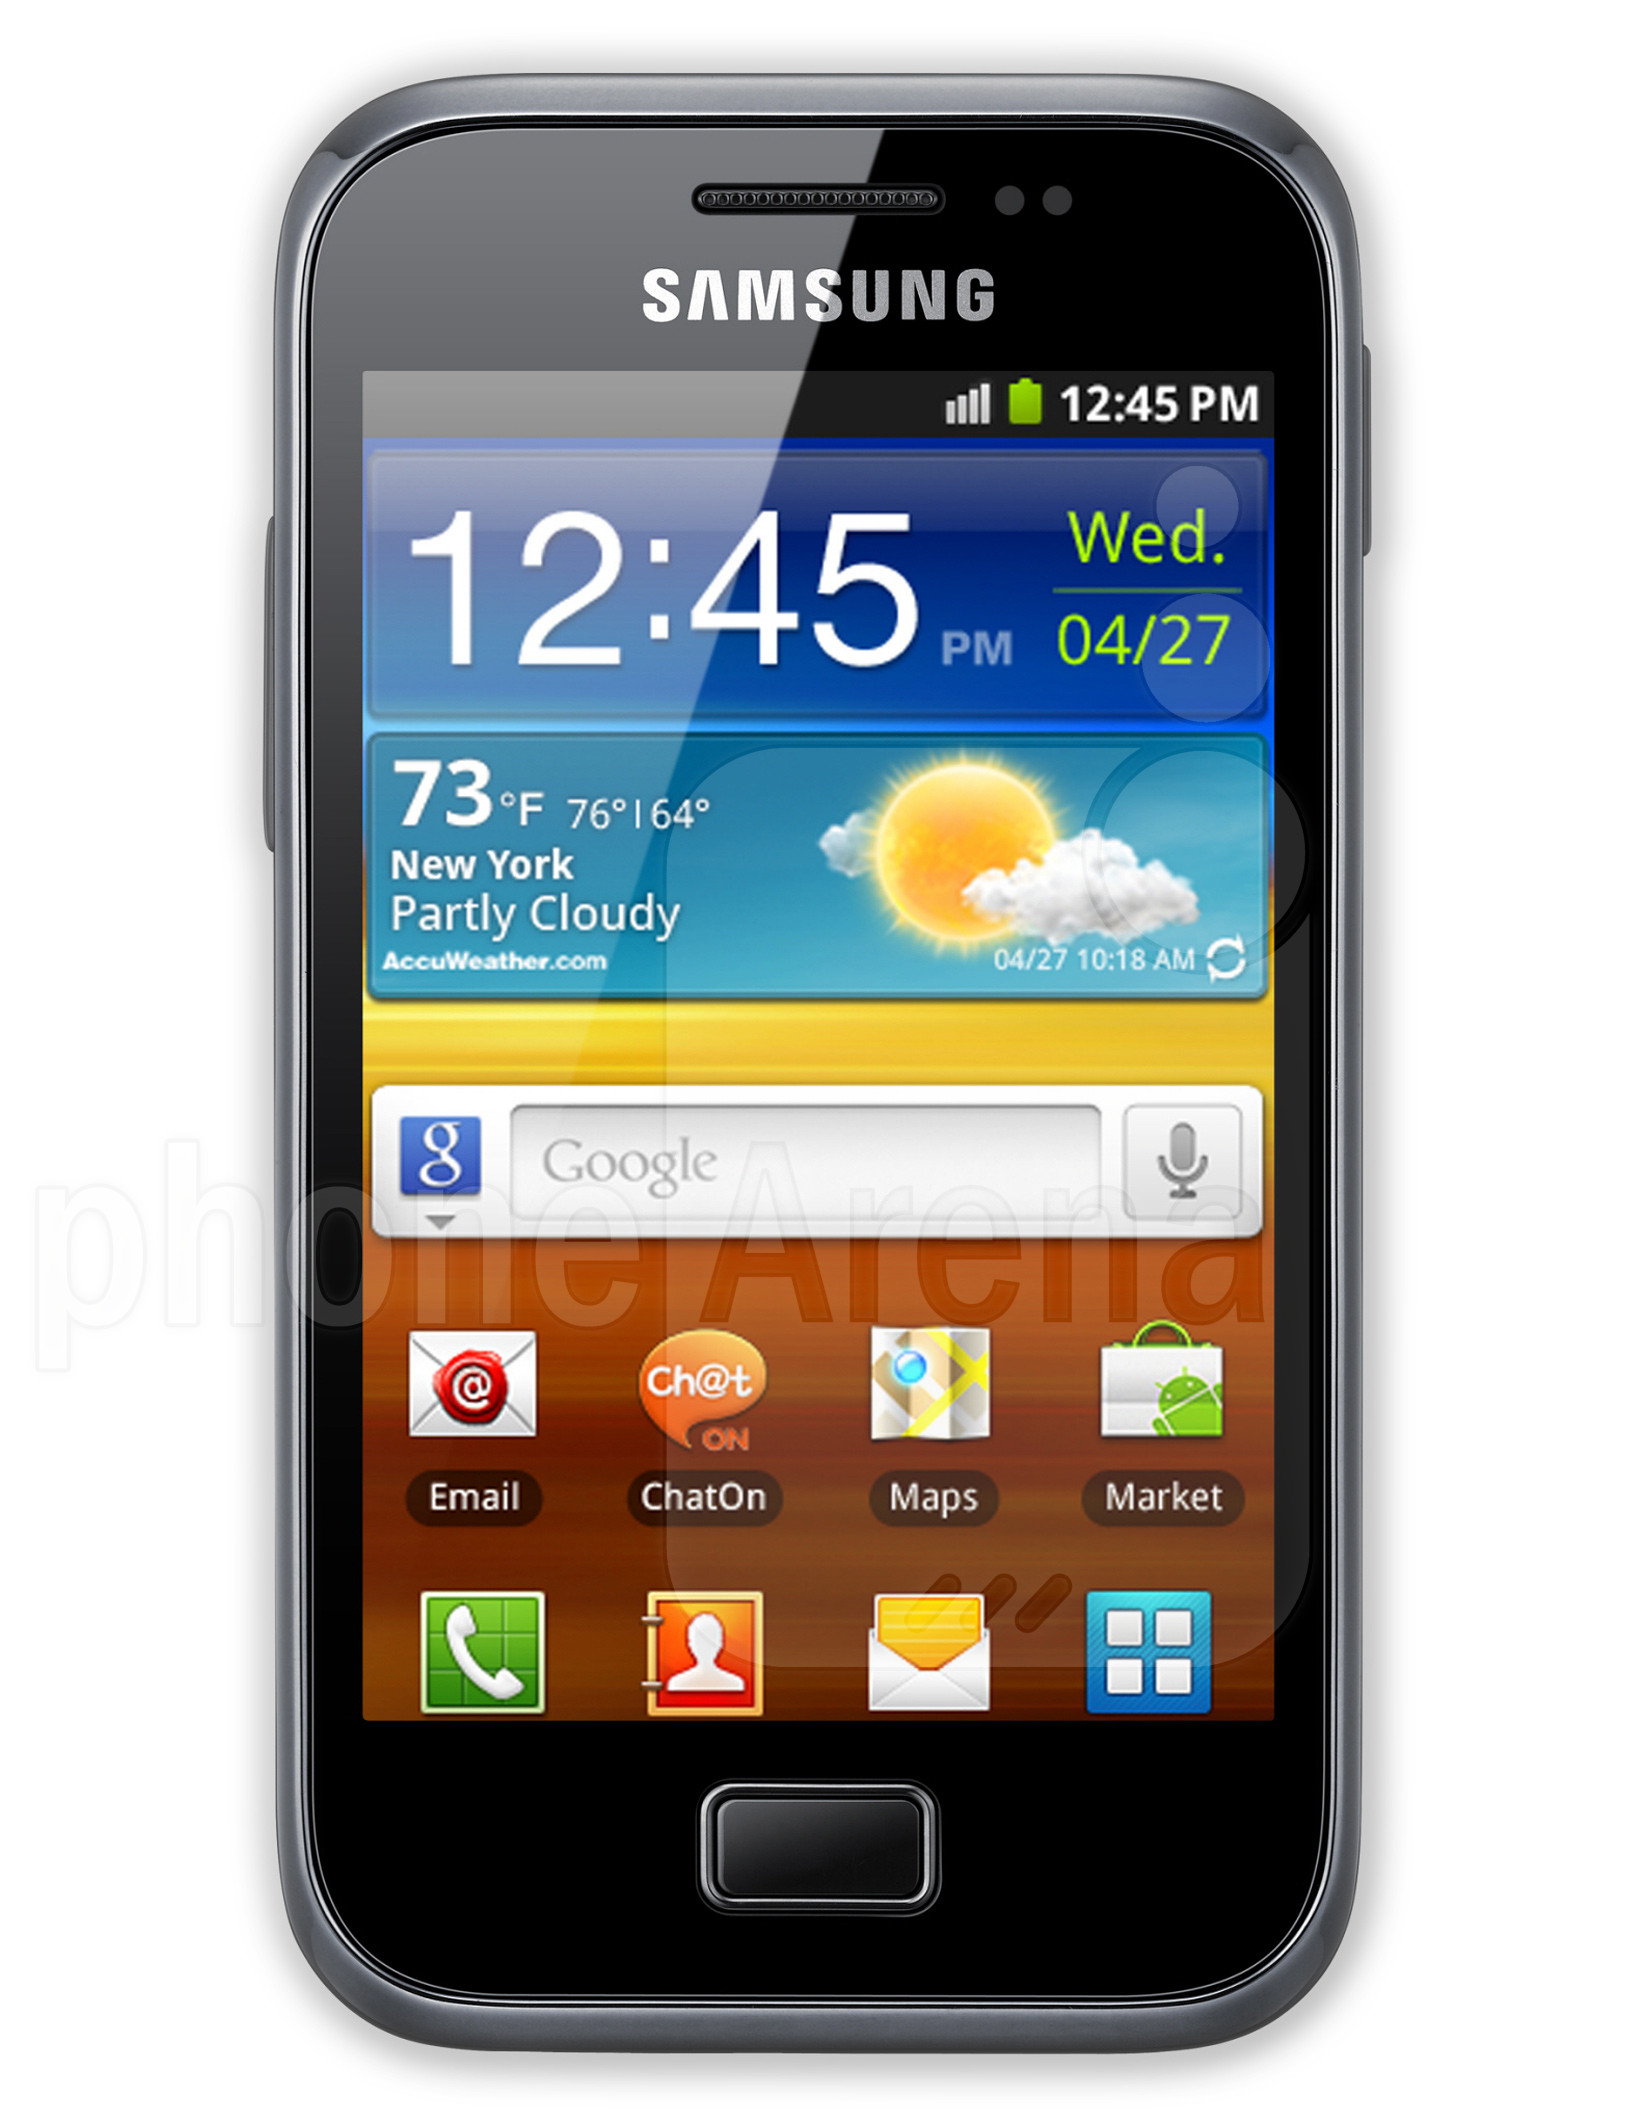 SAMSUNG
12:45 PM
12:45 PM
Wed.
04/27
73°F 76°|64°
New York
Partly Cloudy
AccuWeather.com
04/27 10:18 AM
g
Google
phoneArena
@
Ch@t
ON
Email
ChatOn
Maps
Market